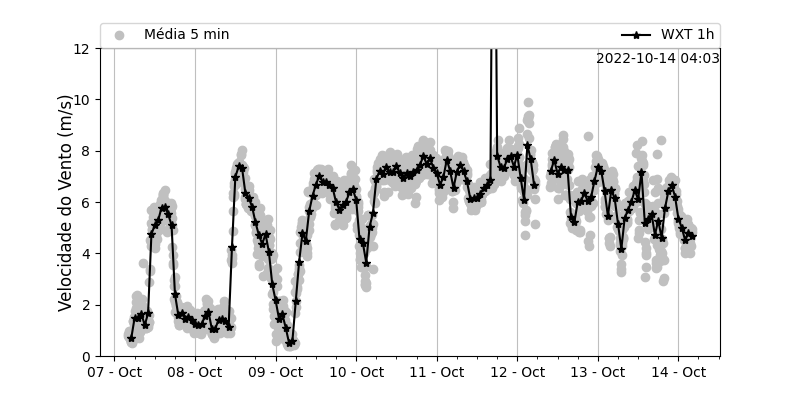 Média 5 min
WXT 1h
2022-10-14 04:03
Velocidade do Vento (m/s)
12
10
8
6
4
2
0
07 - Oct
08 - Oct
09 - Oct
10 - Oct
11 - Oct
12 - Oct
13 - Oct
14 - Oct